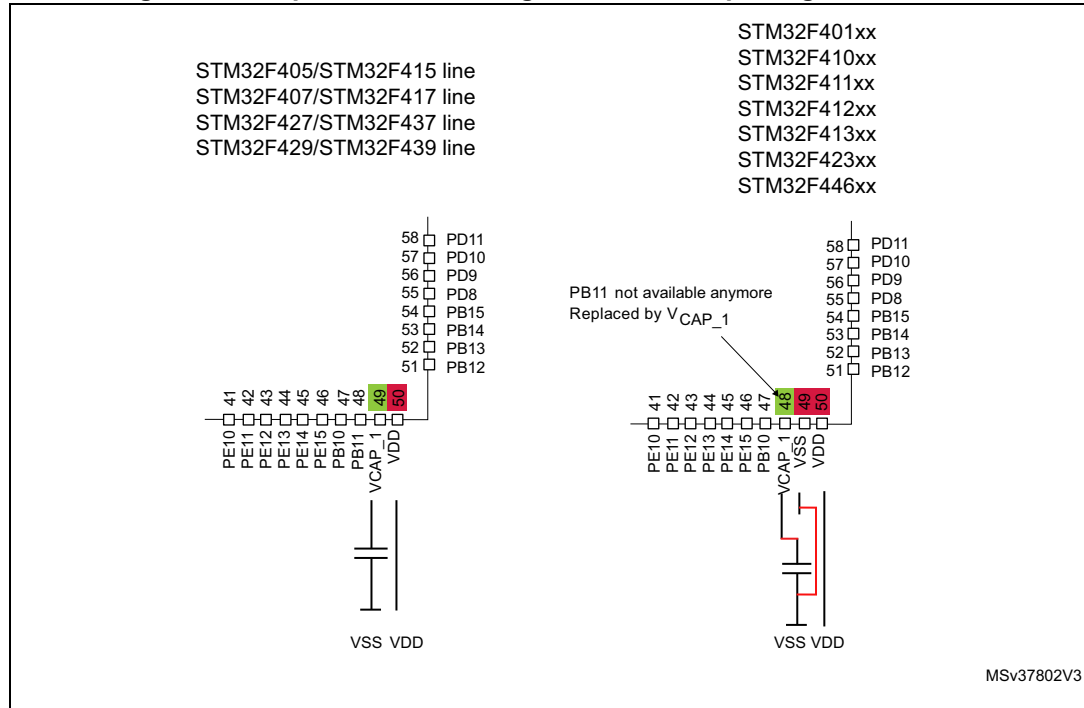 STM32F405/STM32F415 line
STM32F407/STM32F417 line
STM32F427/STM32F437 line
STM32F429/STM32F439 line
58 PD11
57 PD10
56 PD9
55 PD8
54 PB15
53 PB14
52 PB13
51 PB12
41 42 43 44 45 46 47 48 49 50
PE10 PE11 PE12 PE13 PE14 PE15 PB10 PB11 VCAP_1 VDD
VSS VDD
STM32F401xx
STM32F410xx
STM32F411xx
STM32F412xx
STM32F413xx
STM32F423xx
STM32F446xx
58 PD11
57 PD10
56 PD9
55 PD8
54 PB15
53 PB14
52 PB13
51 PB12
PB11 not available anymore
Replaced by VCAP_1
41 42 43 44 45 46 47 48 49 50
PE10 PE11 PE12 PE13 PE14 PE15 PB10 VCAP_1 VSS VDD
VSS VDD
MSv37802V3